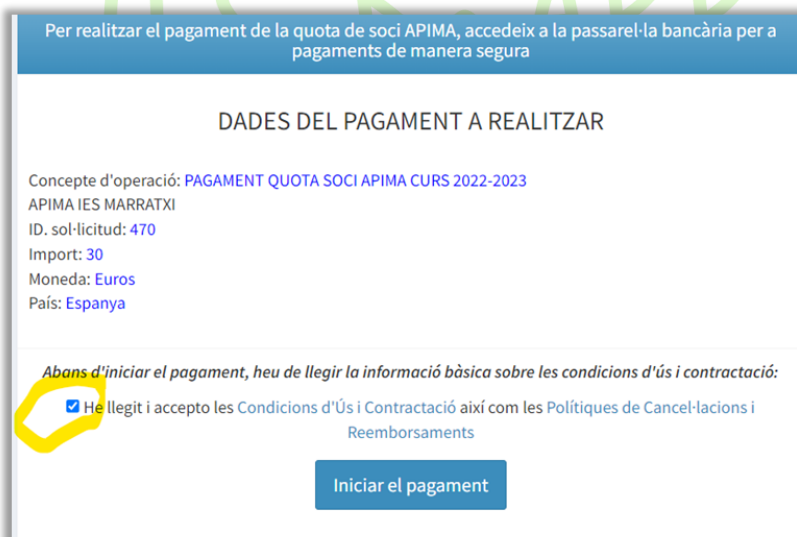 Per realitzar el pagament de la quota de soci APIMA, accedeix a la passarel·la bancària per a
pagaments de manera segura
DADES DEL PAGAMENT A REALITZAR
Concepte d'operació: PAGAMENT QUOTA SOCI APIMA CURS 2022-2023
APIMA IES MARRATXI
ID. sol·licitud: 470
Import: 30
Moneda: Euros
País: Espanya
Abans d'iniciar el pagament, heu de llegir la informació bàsica sobre les condicions d'ús i contractació:
He llegit i accepto les Condicions d'Ús i Contractació així com les Polítiques de Cancel·lacions i
Reemborsaments
Iniciar el pagament